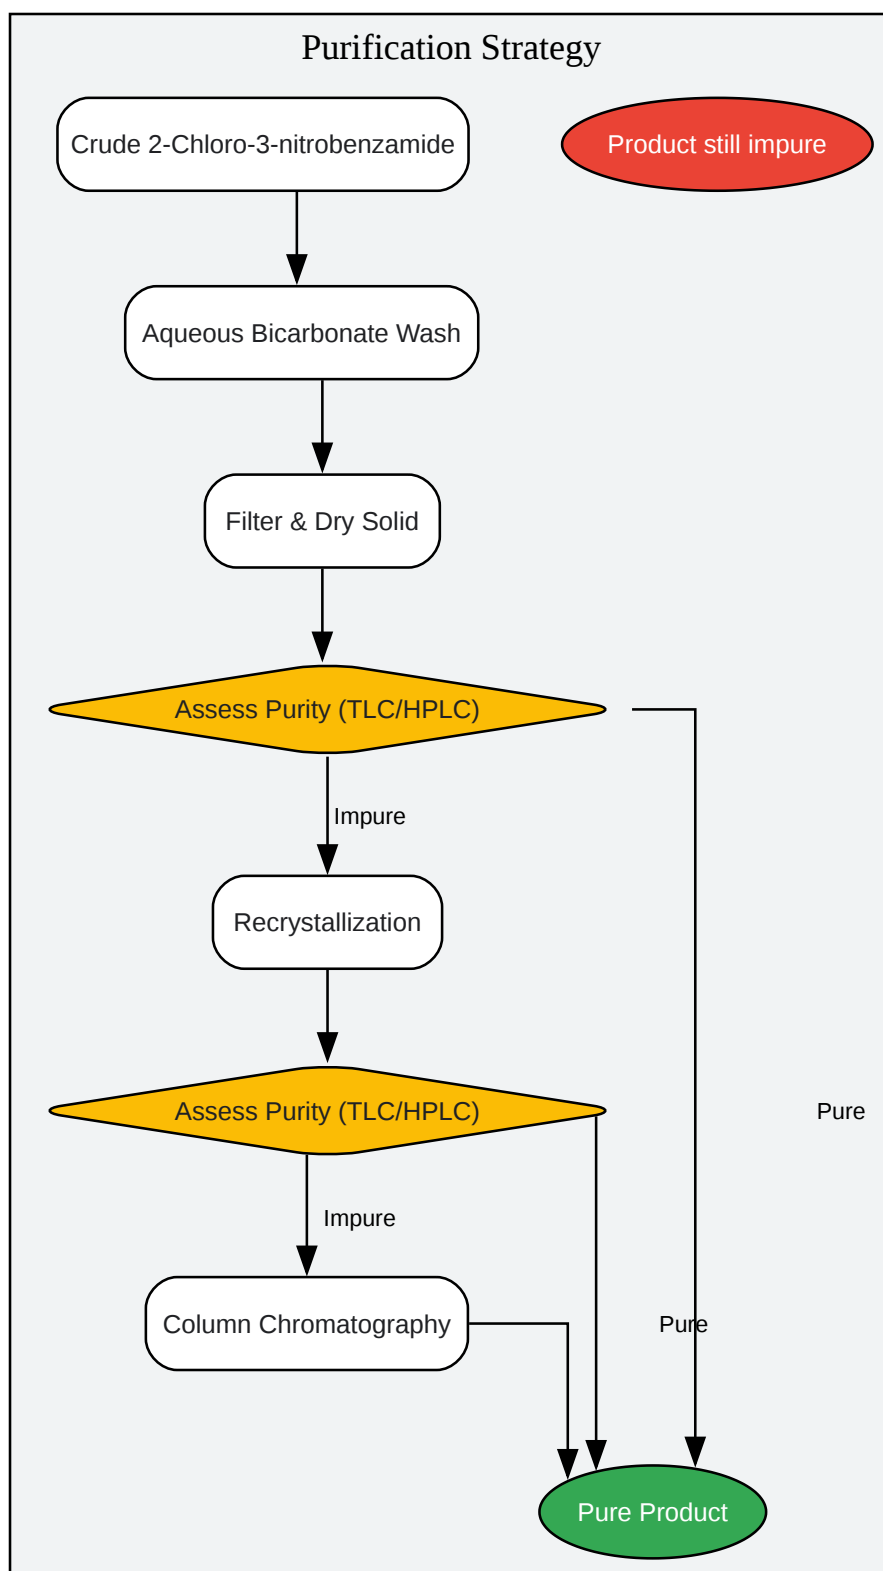 Purification Strategy
Crude 2-Chloro-3-nitrobenzamide
Product still impure
Aqueous Bicarbonate Wash
Filter & Dry Solid
Assess Purity (TLC/HPLC)
Impure
Recrystallization
Assess Purity (TLC/HPLC)
Pure
Impure
Column Chromatography
Pure
Pure Product